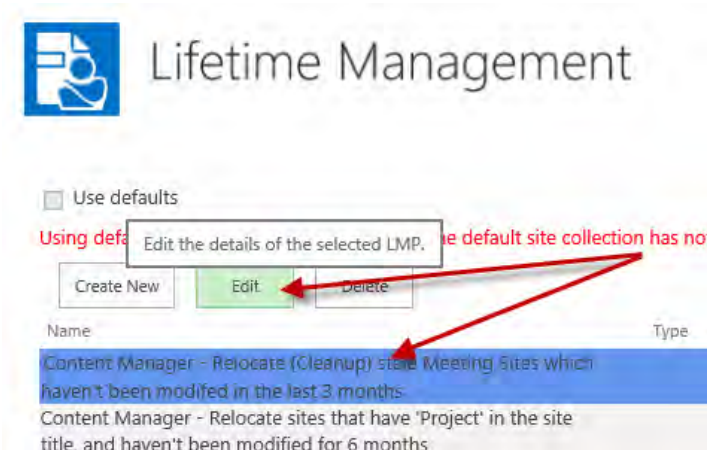 Lifetime Management
Use defaults
Using defa
Edit the details of the selected LMP.
e default site collection has no
Create New
Edit
Delete
Name
Type
Content Manager - Relocate (Cleanup) stale Meeting Sites which
haven't been modifed in the last 3 months
Content Manager - Relocate sites that have 'Project' in the site
title, and haven't been modified for 6 months